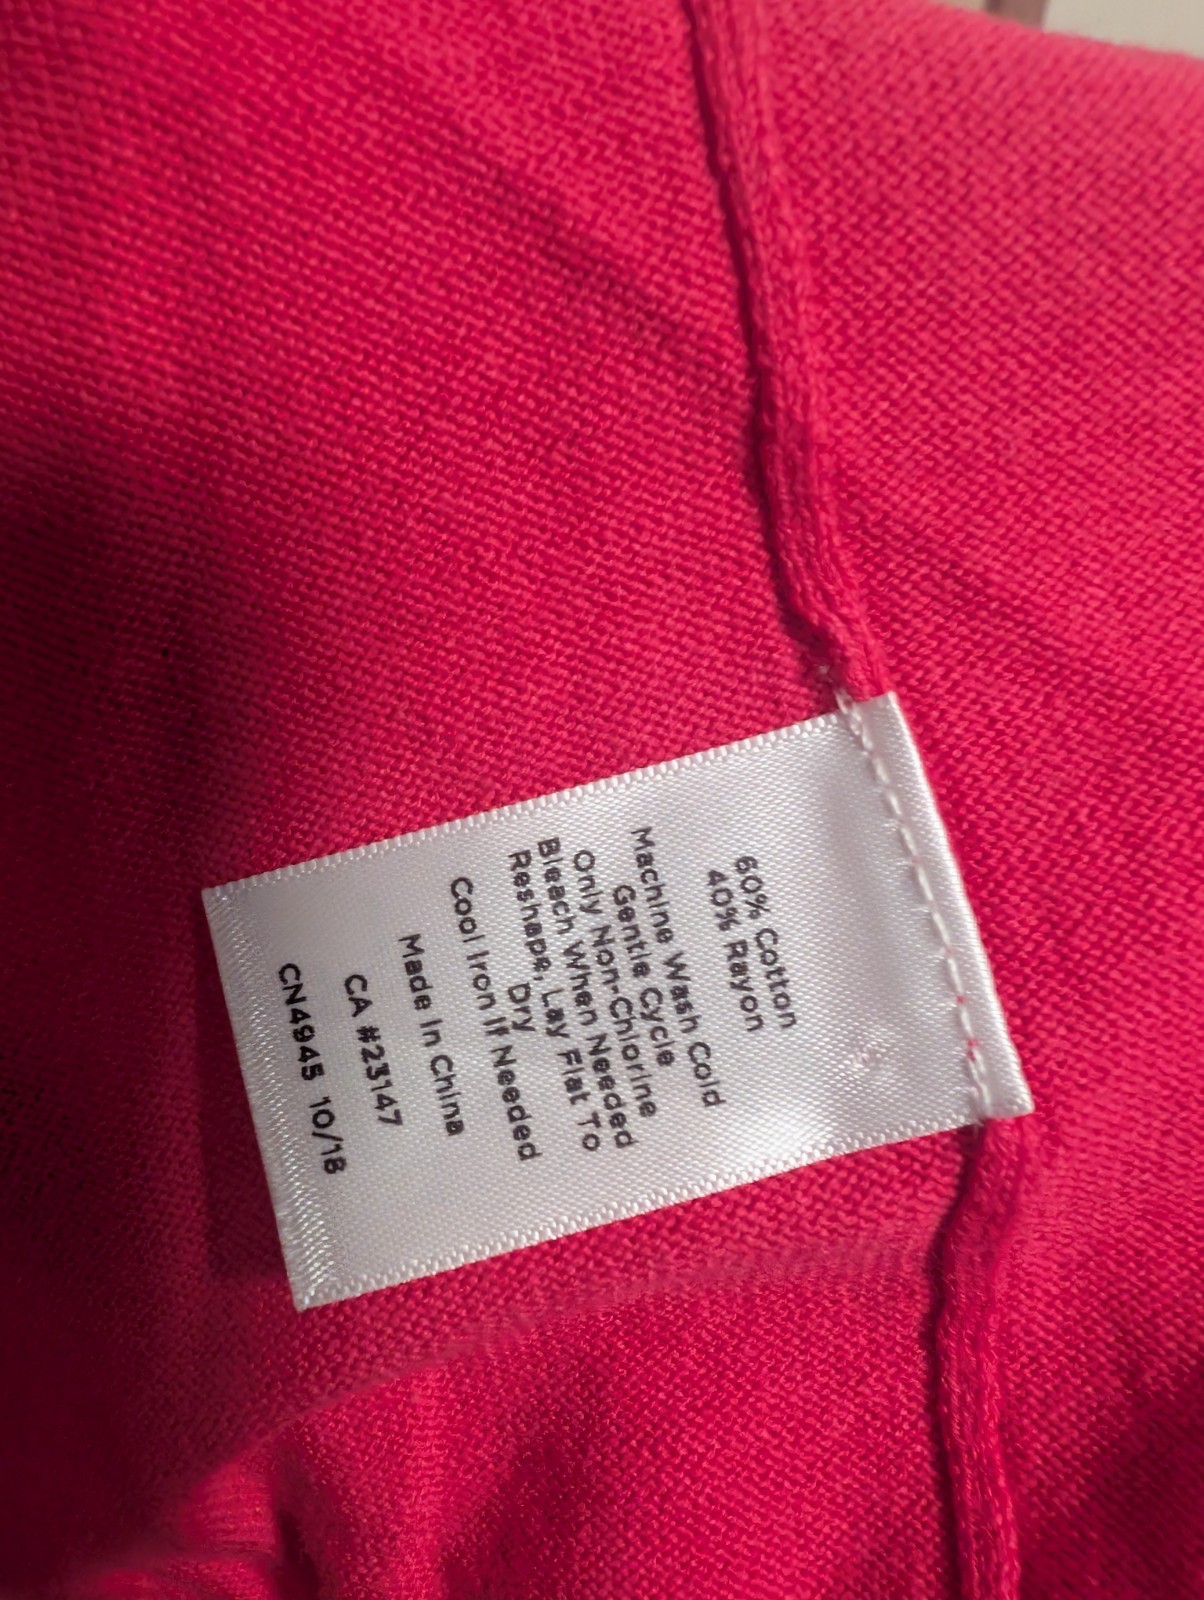 60% Cotton
40% Rayon
Machine Wash Cold
Gentle Cycle
Only Non-Chlorine
Bleach When Needed
Reshape, Lay Flat To
Dry
Cool Iron If Needed
Made In China
CA #23147
CN4945 10/18